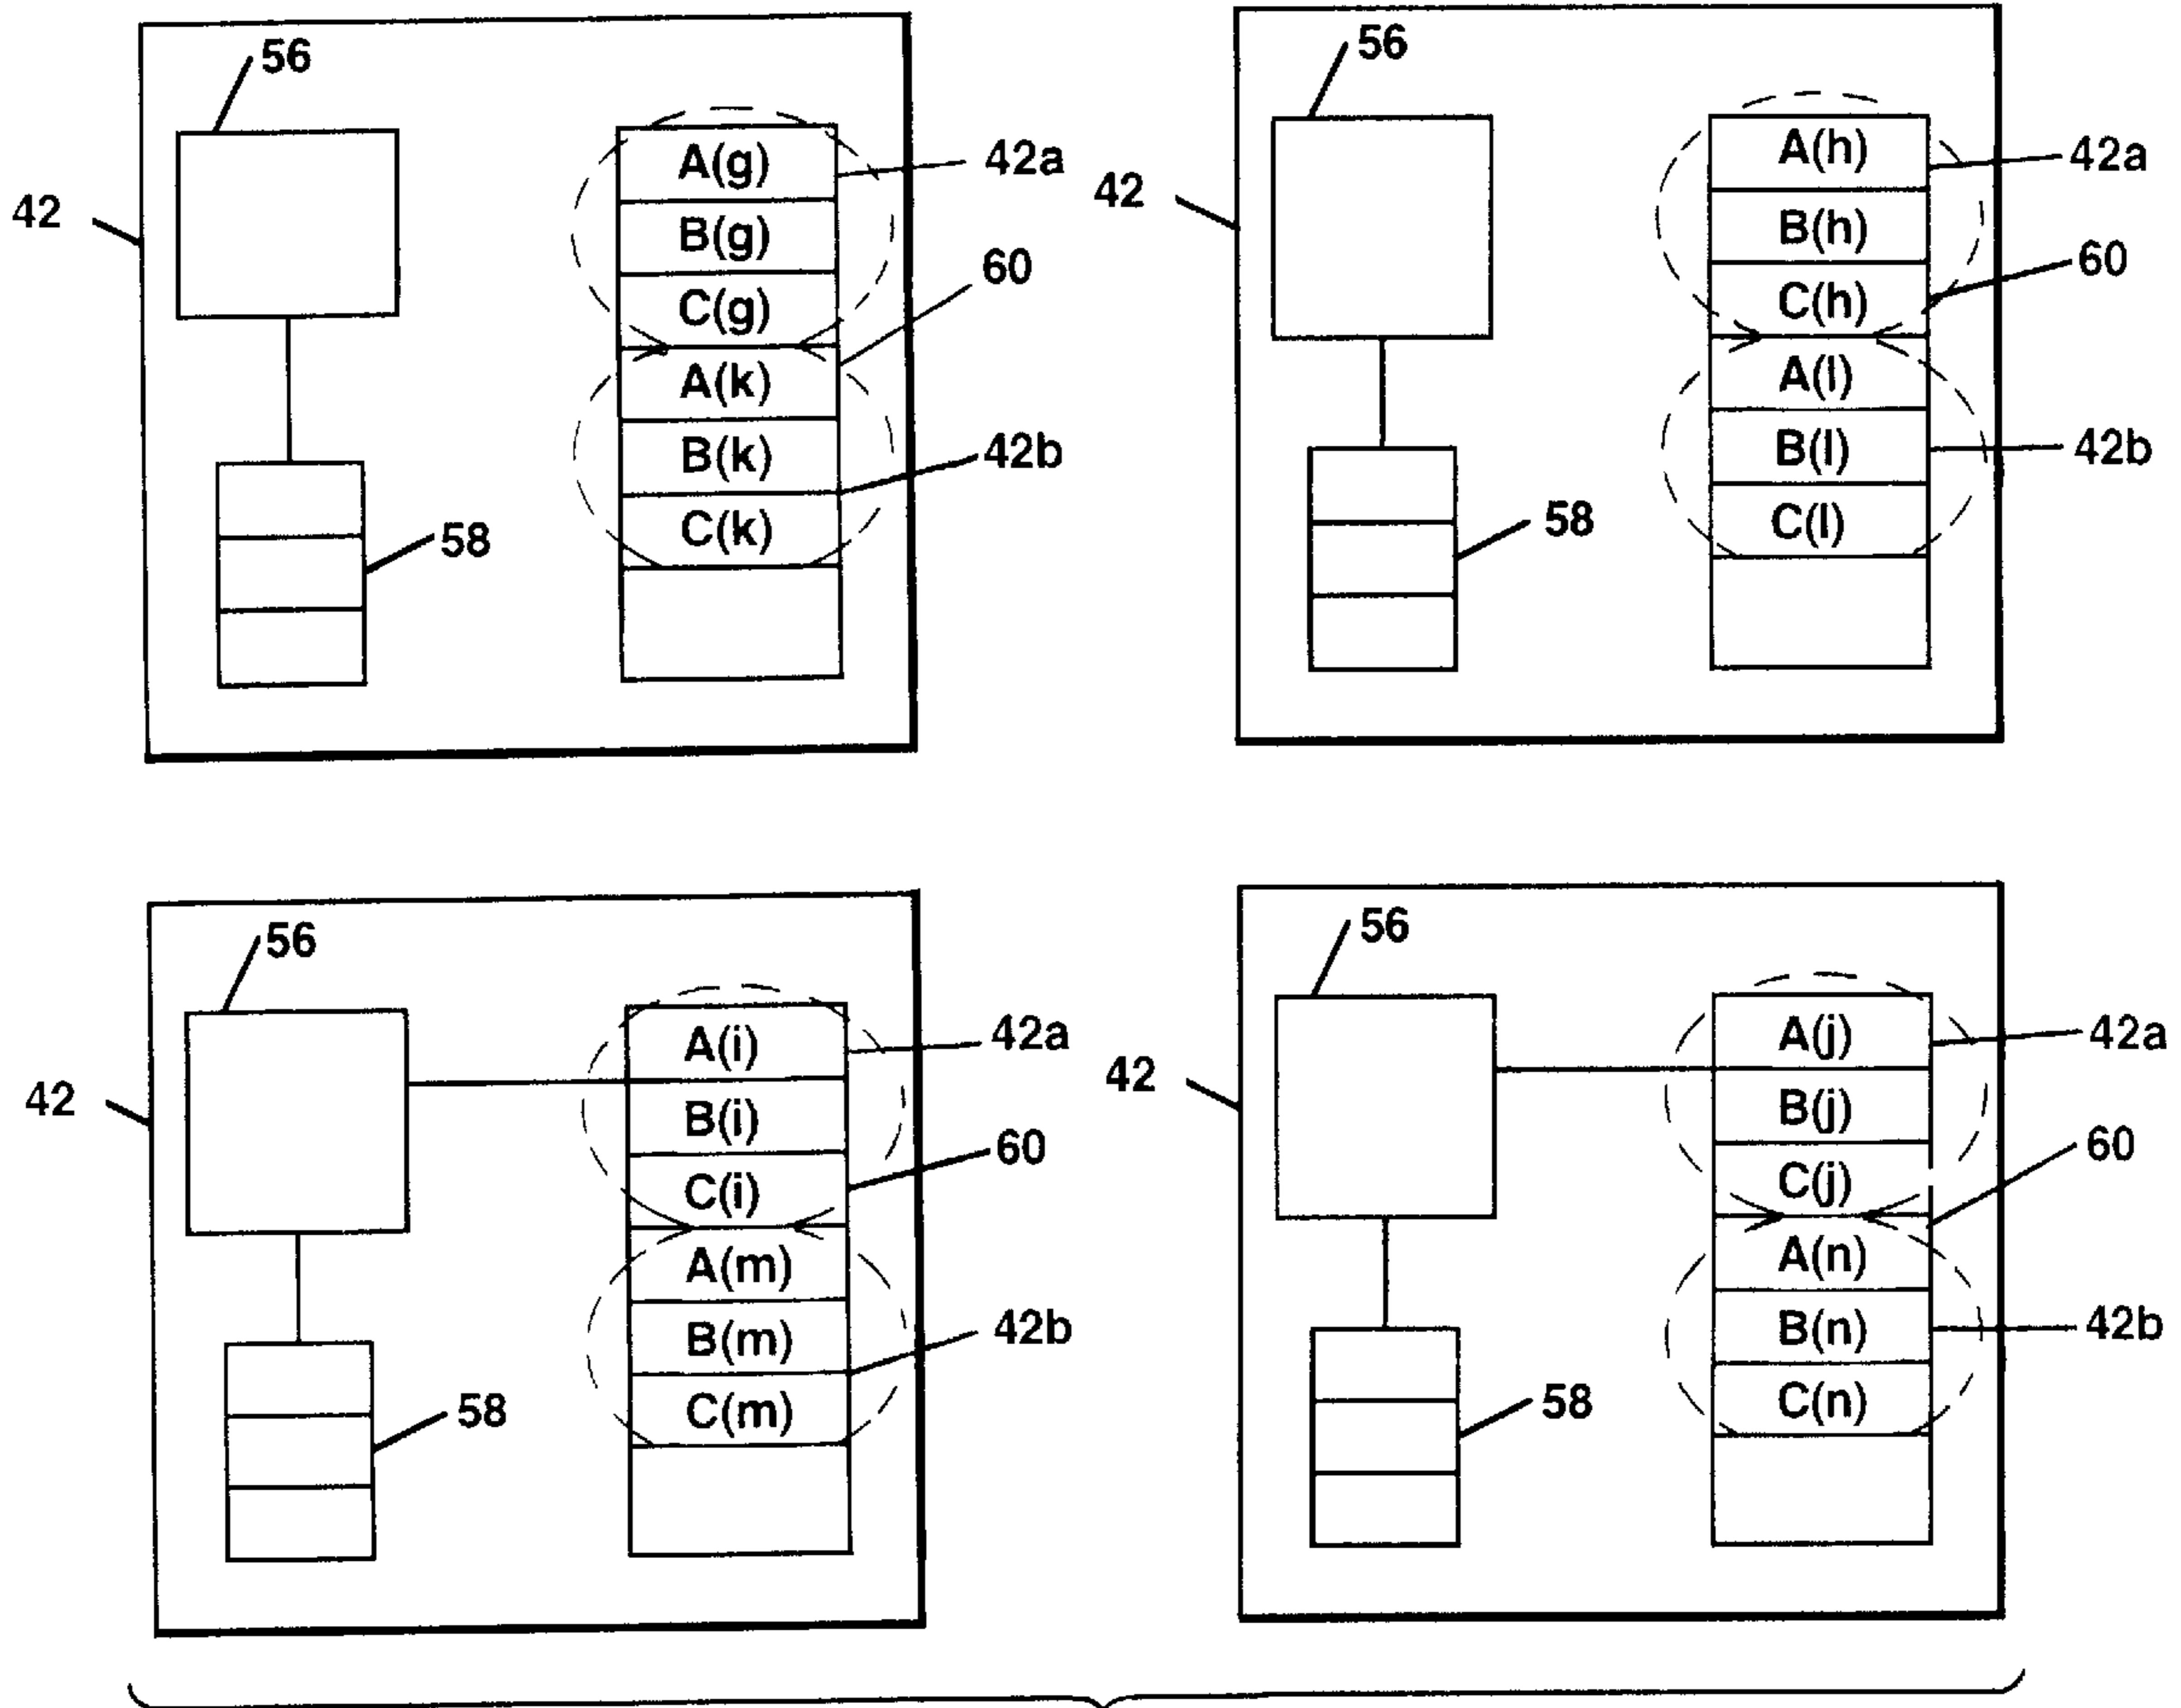 56
A(g)
42a
42
B(g)
60
C(g)
A(k)
B(k)
42b
C(k)
58
56
A(h)
42a
42
B(h)
60
C(h)
A(l)
B(l)
42b
C(l)
58
56
A(i)
42a
42
B(i)
60
C(i)
A(m)
B(m)
42b
C(m)
58
56
A(j)
42a
42
B(j)
60
C(j)
A(n)
B(n)
42b
C(n)
58